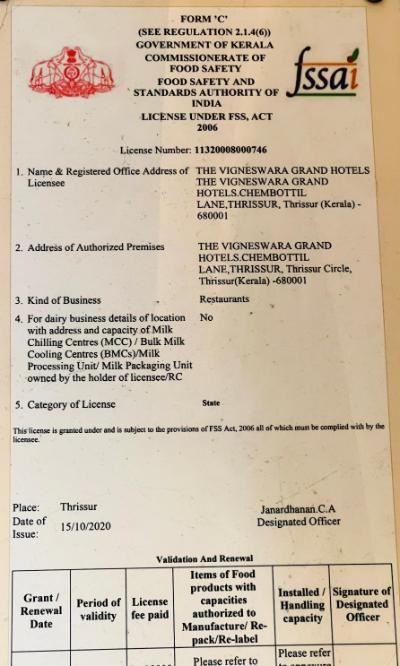 FORM 'C'
(SEE REGULATION 2.1.4(6))
GOVERNMENT OF KERALA
COMMISSIONERATE OF
FOOD SAFETY
FOOD SAFETY AND
STANDARDS AUTHORITY OF
INDIA
LICENSE UNDER FSS, ACT
2006
fssai
License Number: 11320008000746
1. Name & Registered Office Address of Licensee
THE VIGNESWARA GRAND HOTELS
THE VIGNESWARA GRAND
HOTELS.CHEMBOTTIL
LANE,THRISSUR, Thrissur (Kerala) -
680001
2. Address of Authorized Premises
THE VIGNESWARA GRAND
HOTELS.CHEMBOTTIL
LANE,THRISSUR, Thrissur Circle,
Thrissur(Kerala) -680001
3. Kind of Business
Restaurants
4. For dairy business details of location
with address and capacity of Milk
Chilling Centres (MCC) / Bulk Milk
Cooling Centres (BMCs)/Milk
Processing Unit/ Milk Packaging Unit
owned by the holder of licensee/RC
No
5. Category of License
State
This license is granted under and is subject to the provisions of FSS Act, 2006 all of which must be complied with by the
licensee.
Place: Thrissur
Janardhanan.C.A
Date of
Issue: 15/10/2020
Designated Officer
Validation And Renewal
Grant /
Renewal
Date
Period of
validity
License
fee paid
Items of Food
products with
capacities
authorized to
Manufacture/ Re-
pack/Re-label
Installed /
Handling
capacity
Signature of
Designated
Officer
Please refer to
Please refer